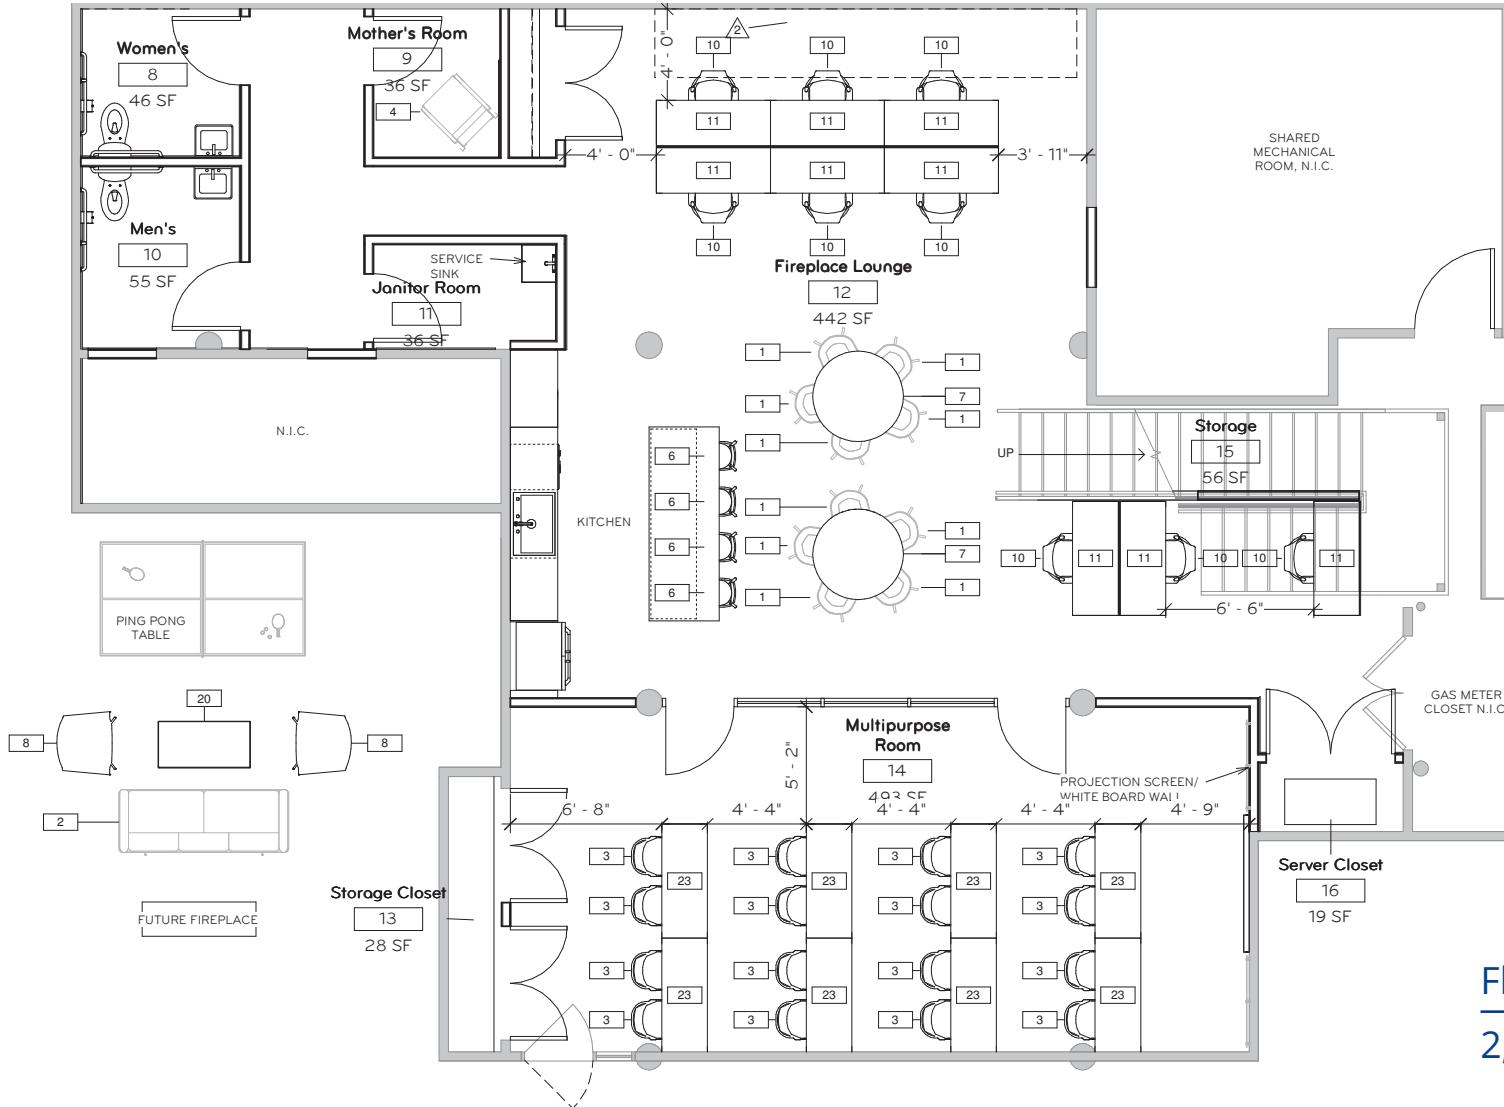 Women's
8
46 SF
Mother's Room
9
36 SF
4
4' - 0"
2
10
10
10
11
11
11
4' - 0"
3' - 11"
11
11
11
10
10
10
SHARED
MECHANICAL
ROOM, N.I.C.
Men's
10
55 SF
SERVICE
SINK
Janitor Room
11
36 SF
Fireplace Lounge
12
442 SF
1
1
1
7
1
1
N.I.C.
KITCHEN
6
6
6
6
1
1
1
7
1
1
UP
Storage
15
56 SF
10
11
11
10
10
11
6' - 6"
PING PONG
TABLE
20
8
8
2
FUTURE FIREPLACE
GAS METER
CLOSET N.I.C
Multipurpose
Room
14
493 SF
5' - 2"
PROJECTION SCREEN/
WHITE BOARD WALL
6' - 8"
4' - 4"
4' - 4"
4' - 4"
4' - 9"
3
3
3
3
23
23
23
23
3
3
3
3
3
3
3
3
23
23
23
23
3
3
3
3
Storage Closet
13
28 SF
Server Closet
16
19 SF
2,